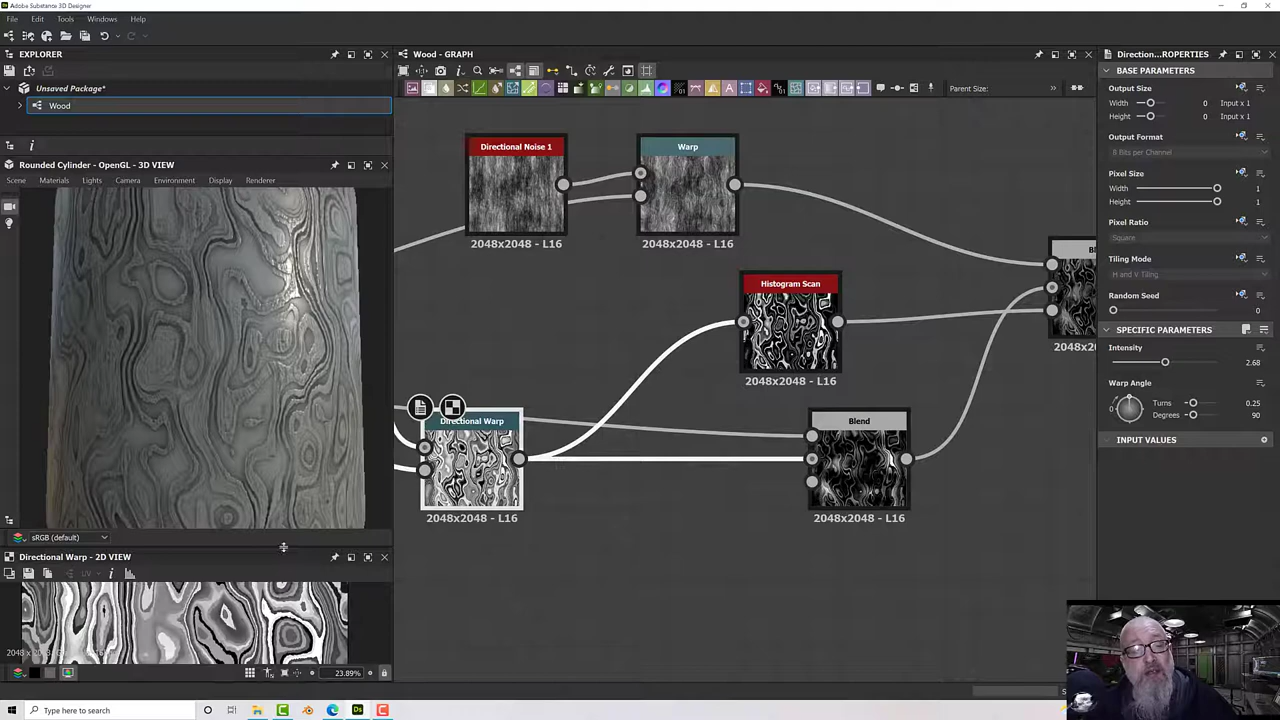 Adobe Substance 3D Designer
File Edit Tools Windows Help
EXPLORER
Unsaved Package*
Wood
Rounded Cylinder - OpenGL - 3D VIEW
Scene Materials Lights Camera Environment Display Renderer
sRGB (default)
Directional Warp - 2D VIEW
UV
23.89%
Wood - GRAPH
Parent Size:
Directional Noise 1
2048x2048 - L16
Warp
2048x2048 - L16
Histogram Scan
2048x2048 - L16
Directional Warp
2048x2048 - L16
Blend
2048x2048 - L16
Direction...ROPERTIES
BASE PARAMETERS
Output Size
Width 0 Input x 1
Height 0 Input x 1
Output Format
8 Bits per Channel
Pixel Size
Width 1
Height 1
Pixel Ratio
Square
Tiling Mode
H and V Tiling
Random Seed
0
SPECIFIC PARAMETERS
Intensity
2.68
Warp Angle
Turns 0.25
Degrees 90
INPUT VALUES
Type here to search